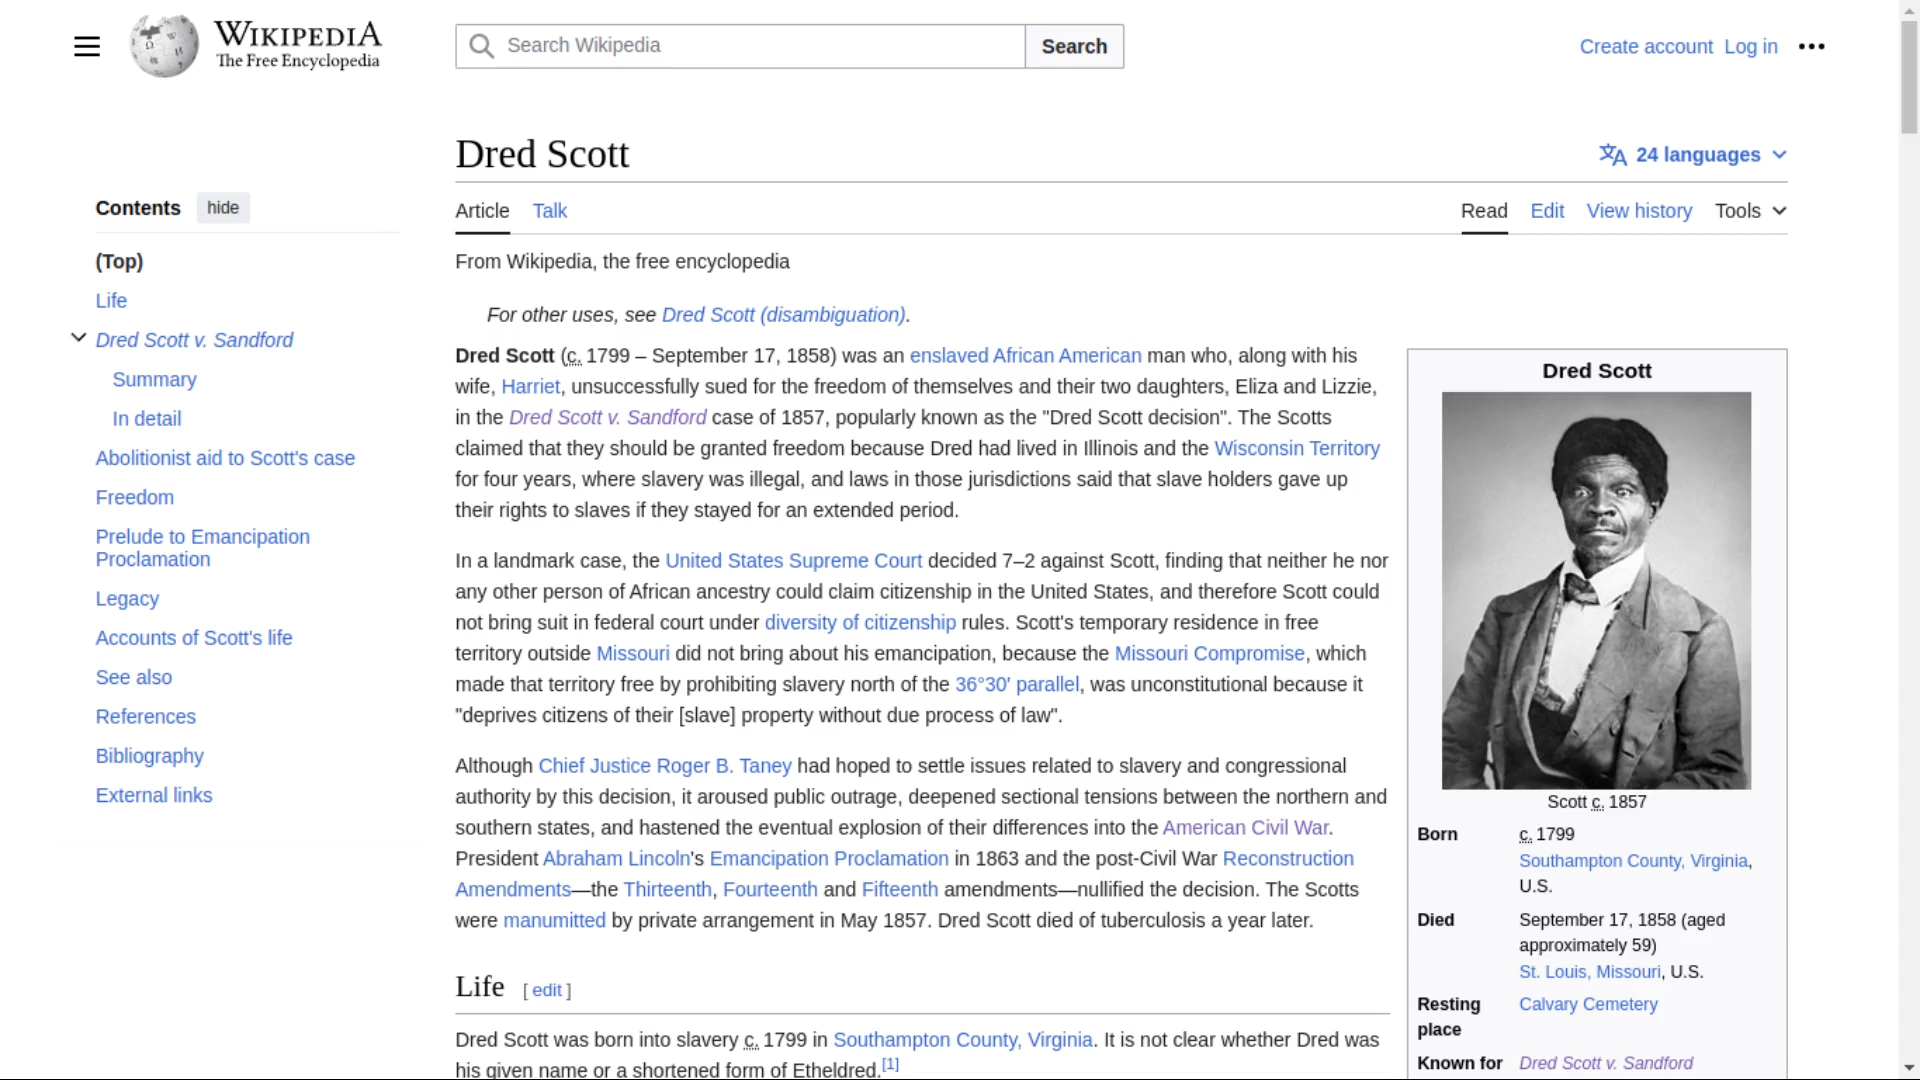 WIKIPEDIA
The Free Encyclopedia
Search Wikipedia
Search
Create account Log in
Dred Scott
24 languages
Contents hide
(Top)
Life
Dred Scott v. Sandford
Summary
In detail
Abolitionist aid to Scott's case
Freedom
Prelude to Emancipation
Proclamation
Legacy
Accounts of Scott's life
See also
References
Bibliography
External links
Article Talk
Read Edit View history Tools
From Wikipedia, the free encyclopedia
For other uses, see Dred Scott (disambiguation).
Dred Scott (c. 1799 – September 17, 1858) was an enslaved African American man who, along with his
wife, Harriet, unsuccessfully sued for the freedom of themselves and their two daughters, Eliza and Lizzie,
in the Dred Scott v. Sandford case of 1857, popularly known as the "Dred Scott decision". The Scotts
claimed that they should be granted freedom because Dred had lived in Illinois and the Wisconsin Territory
for four years, where slavery was illegal, and laws in those jurisdictions said that slave holders gave up
their rights to slaves if they stayed for an extended period.
In a landmark case, the United States Supreme Court decided 7–2 against Scott, finding that neither he nor
any other person of African ancestry could claim citizenship in the United States, and therefore Scott could
not bring suit in federal court under diversity of citizenship rules. Scott's temporary residence in free
territory outside Missouri did not bring about his emancipation, because the Missouri Compromise, which
made that territory free by prohibiting slavery north of the 36°30′ parallel, was unconstitutional because it
"deprives citizens of their [slave] property without due process of law".
Although Chief Justice Roger B. Taney had hoped to settle issues related to slavery and congressional
authority by this decision, it aroused public outrage, deepened sectional tensions between the northern and
southern states, and hastened the eventual explosion of their differences into the American Civil War.
President Abraham Lincoln's Emancipation Proclamation in 1863 and the post-Civil War Reconstruction
Amendments—the Thirteenth, Fourteenth and Fifteenth amendments—nullified the decision. The Scotts
were manumitted by private arrangement in May 1857. Dred Scott died of tuberculosis a year later.
Life [ edit ]
Dred Scott was born into slavery c. 1799 in Southampton County, Virginia. It is not clear whether Dred was
his given name or a shortened form of Etheldred.[1]
Dred Scott
Scott c. 1857
Born c. 1799
Southampton County, Virginia,
U.S.
Died September 17, 1858 (aged
approximately 59)
St. Louis, Missouri, U.S.
Resting Calvary Cemetery
place
Known for Dred Scott v. Sandford